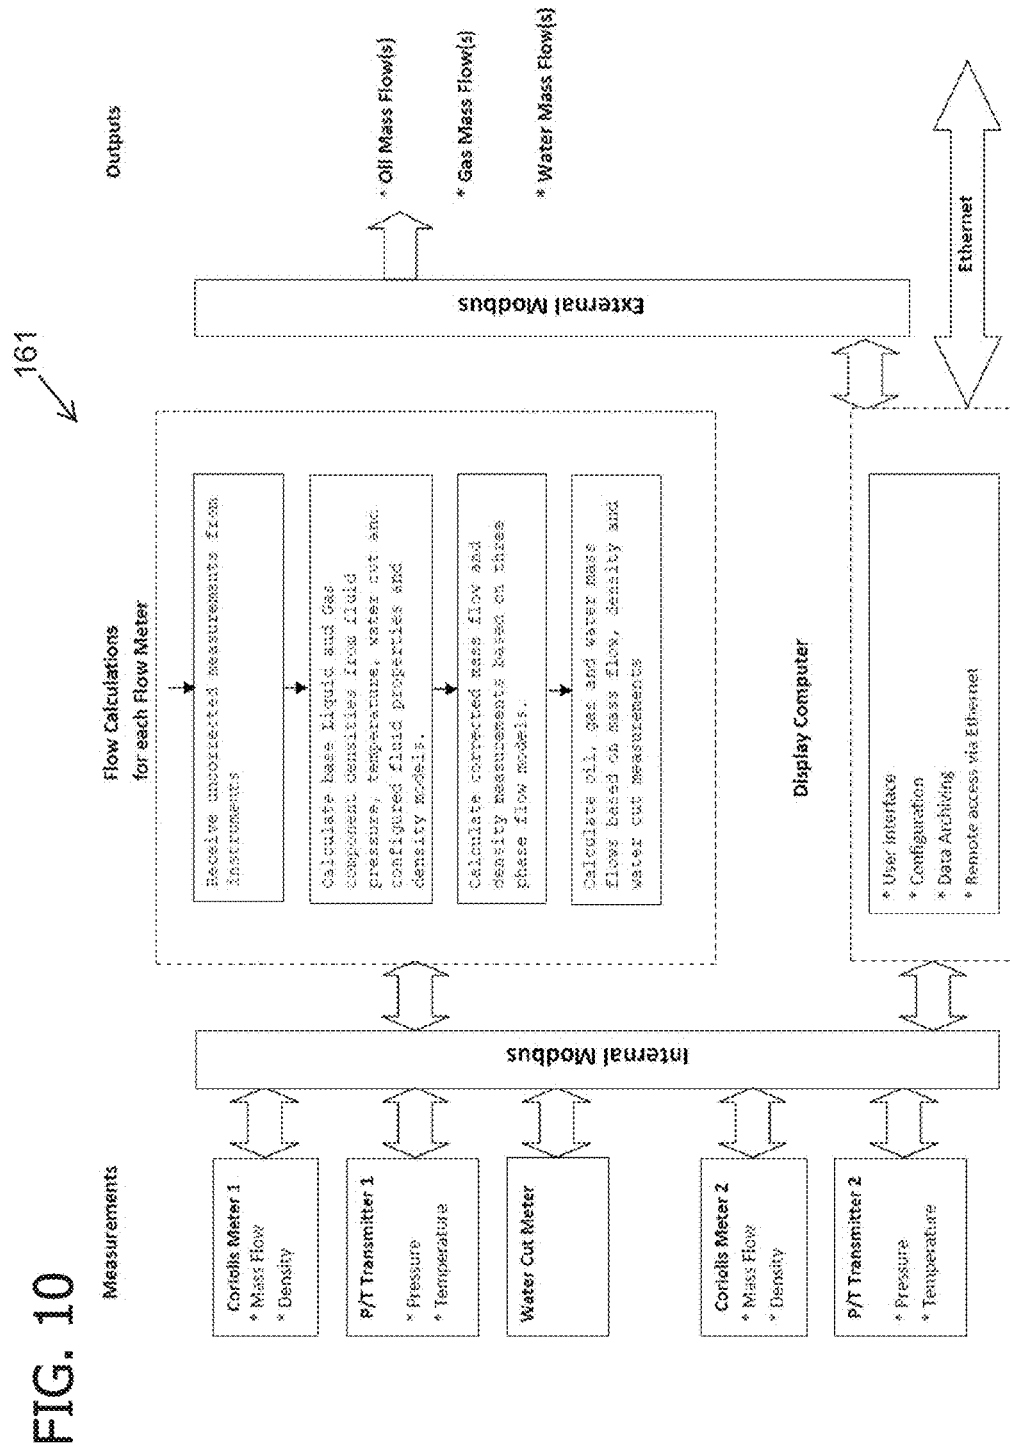 FIG. 10
161
Measurements
Coriolis Meter 1
* Mass Flow
* Density
P/T Transmitter 1
* Pressure
* Temperature
Water Cut Meter
Coriolis Meter 2
* Mass Flow
* Density
P/T Transmitter 2
* Pressure
* Temperature
Internal Modbus
Flow Calculations
for each Flow Meter
Receive uncorrected measurements from
instruments
Calculate base Liquid and Gas
component densities from fluid
pressure, temperature, water cut and
configured fluid properties and
density models.
Calculate corrected mass flow and
density measurements based on three
phase flow models.
Calculate oil, gas and water mass
flows based on mass flow, density and
water cut measurements
Display Computer
* User interface
* Configuration
* Data Archiving
* Remote access via Ethernet
External Modbus
Outputs
* Oil Mass Flow(s)
* Gas Mass Flow(s)
* Water Mass Flow(s)
Ethernet